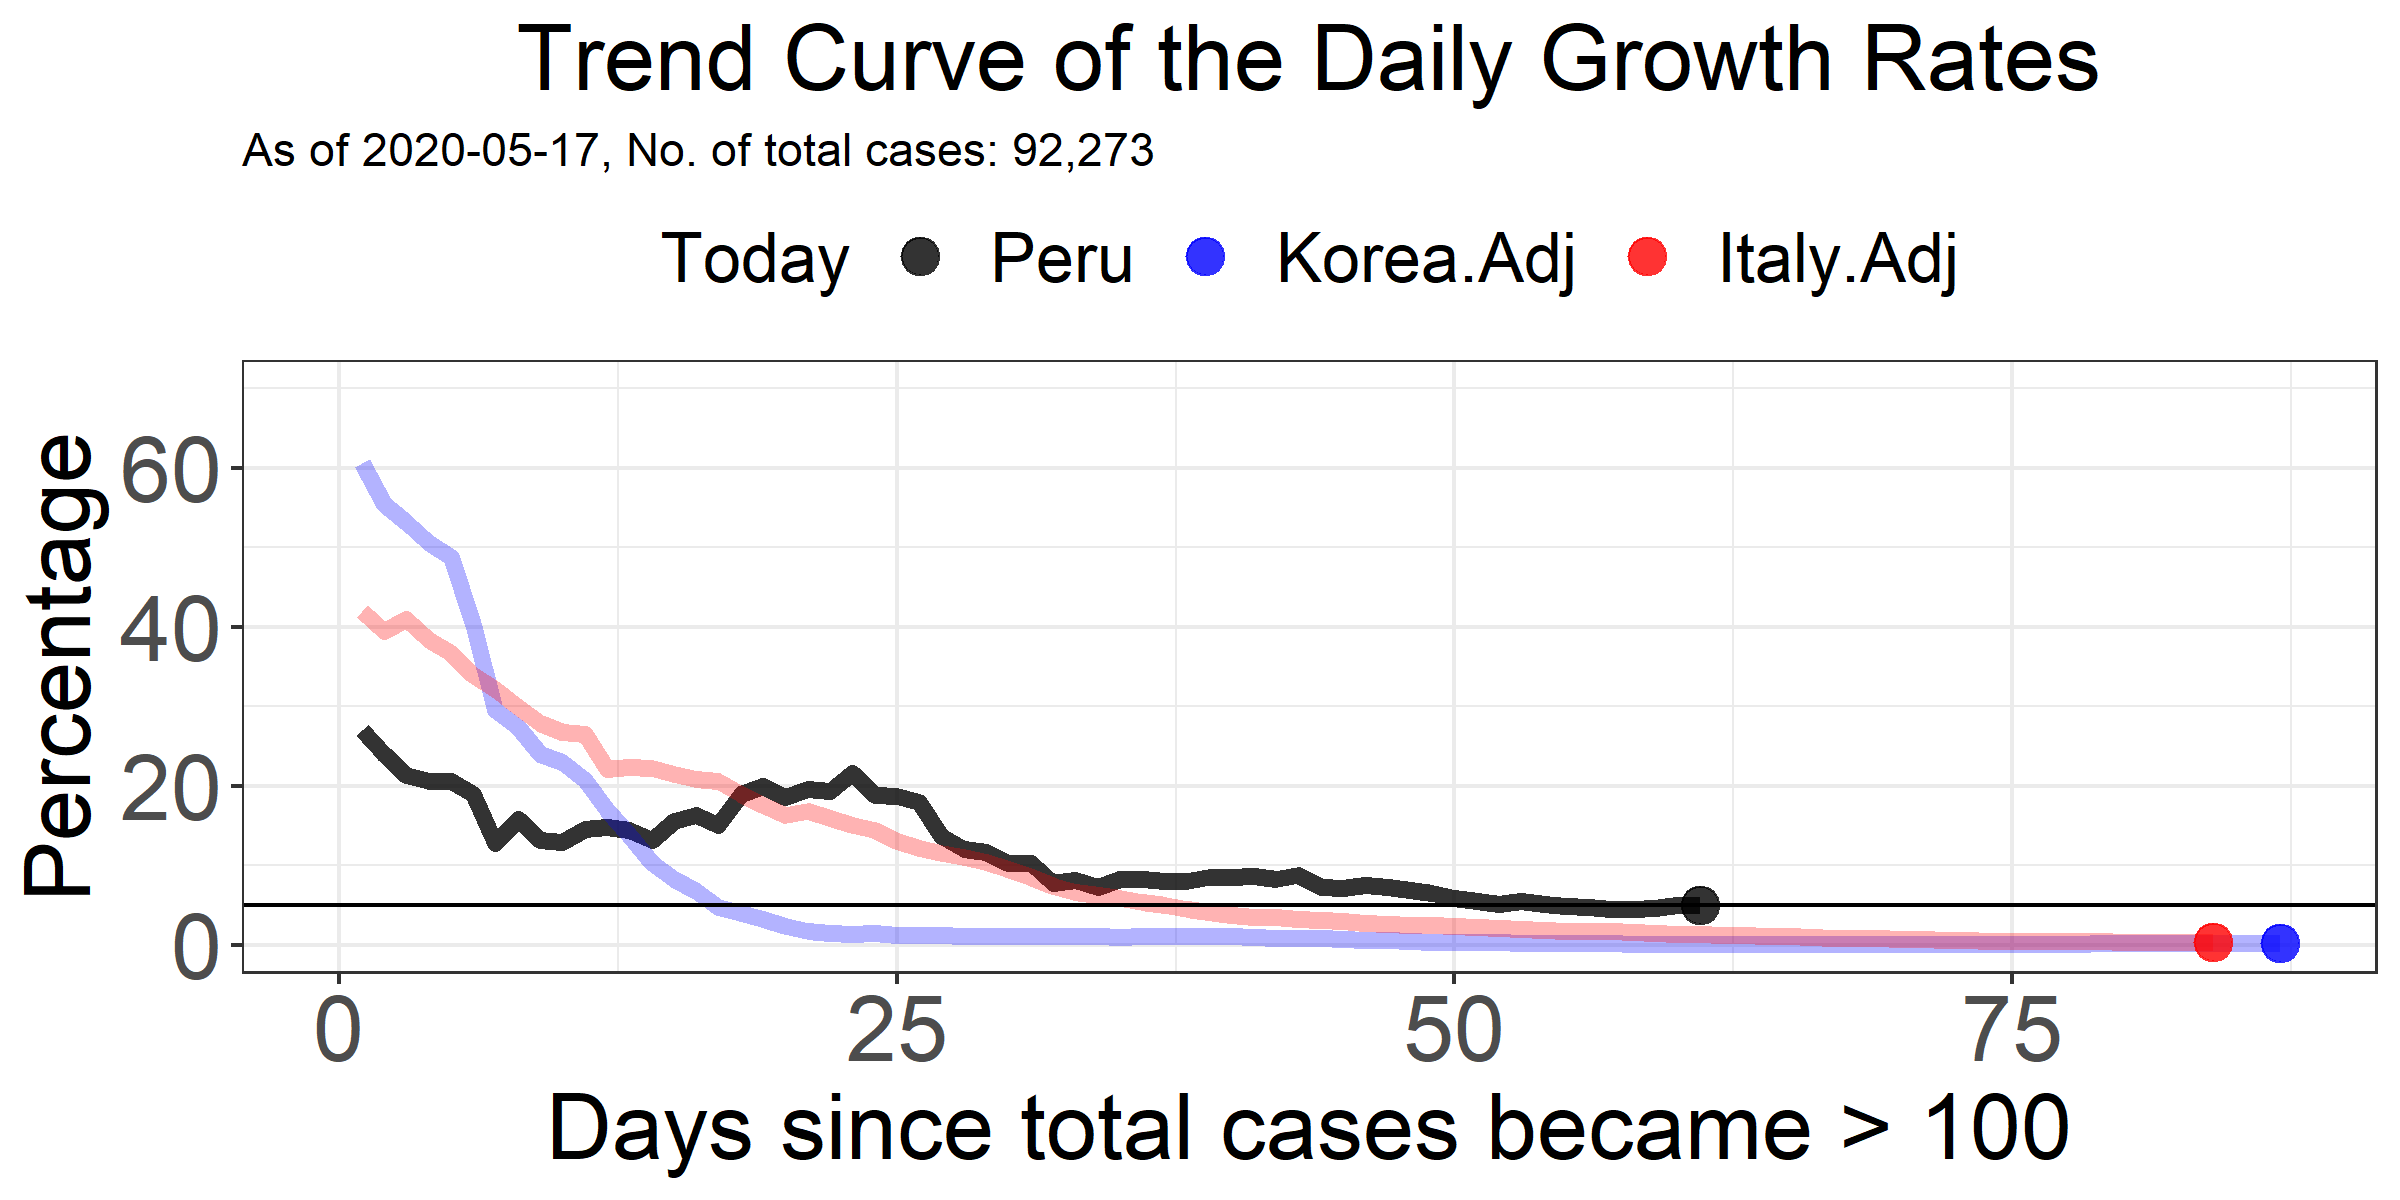 Trend Curve of the Daily Growth Rates
As of 2020-05-17, No. of total cases: 92,273
Today Peru Korea.Adj Italy.Adj
Percentage
60
40
20
0
0 25 50 75
Days since total cases became > 100